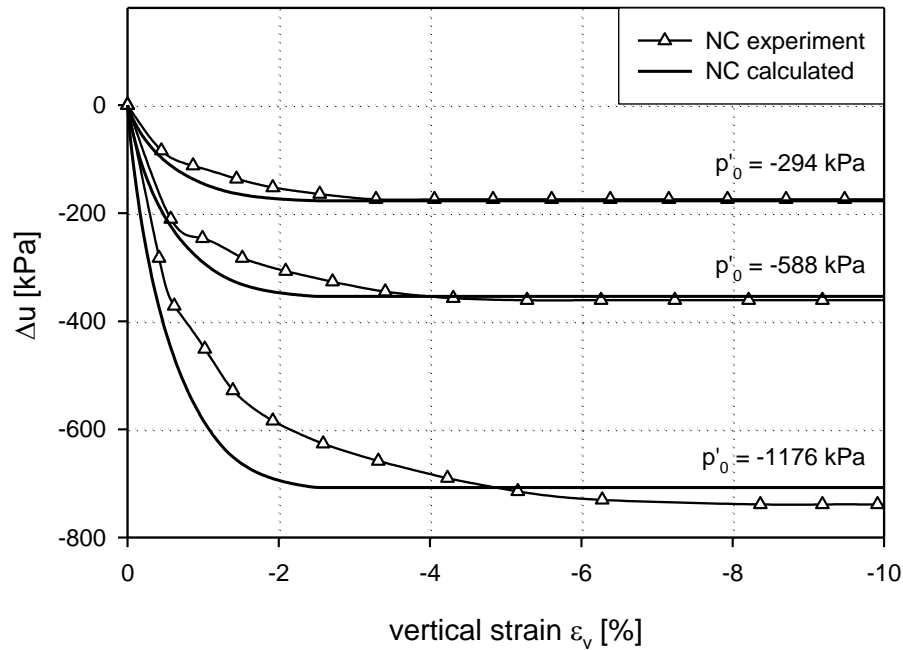 NC experiment
NC calculated
0
-200
-400
-600
-800
Δu [kPa]
p'0 = -294 kPa
p'0 = -588 kPa
p'0 = -1176 kPa
0
-2
-4
-6
-8
-10
vertical strain εv [%]